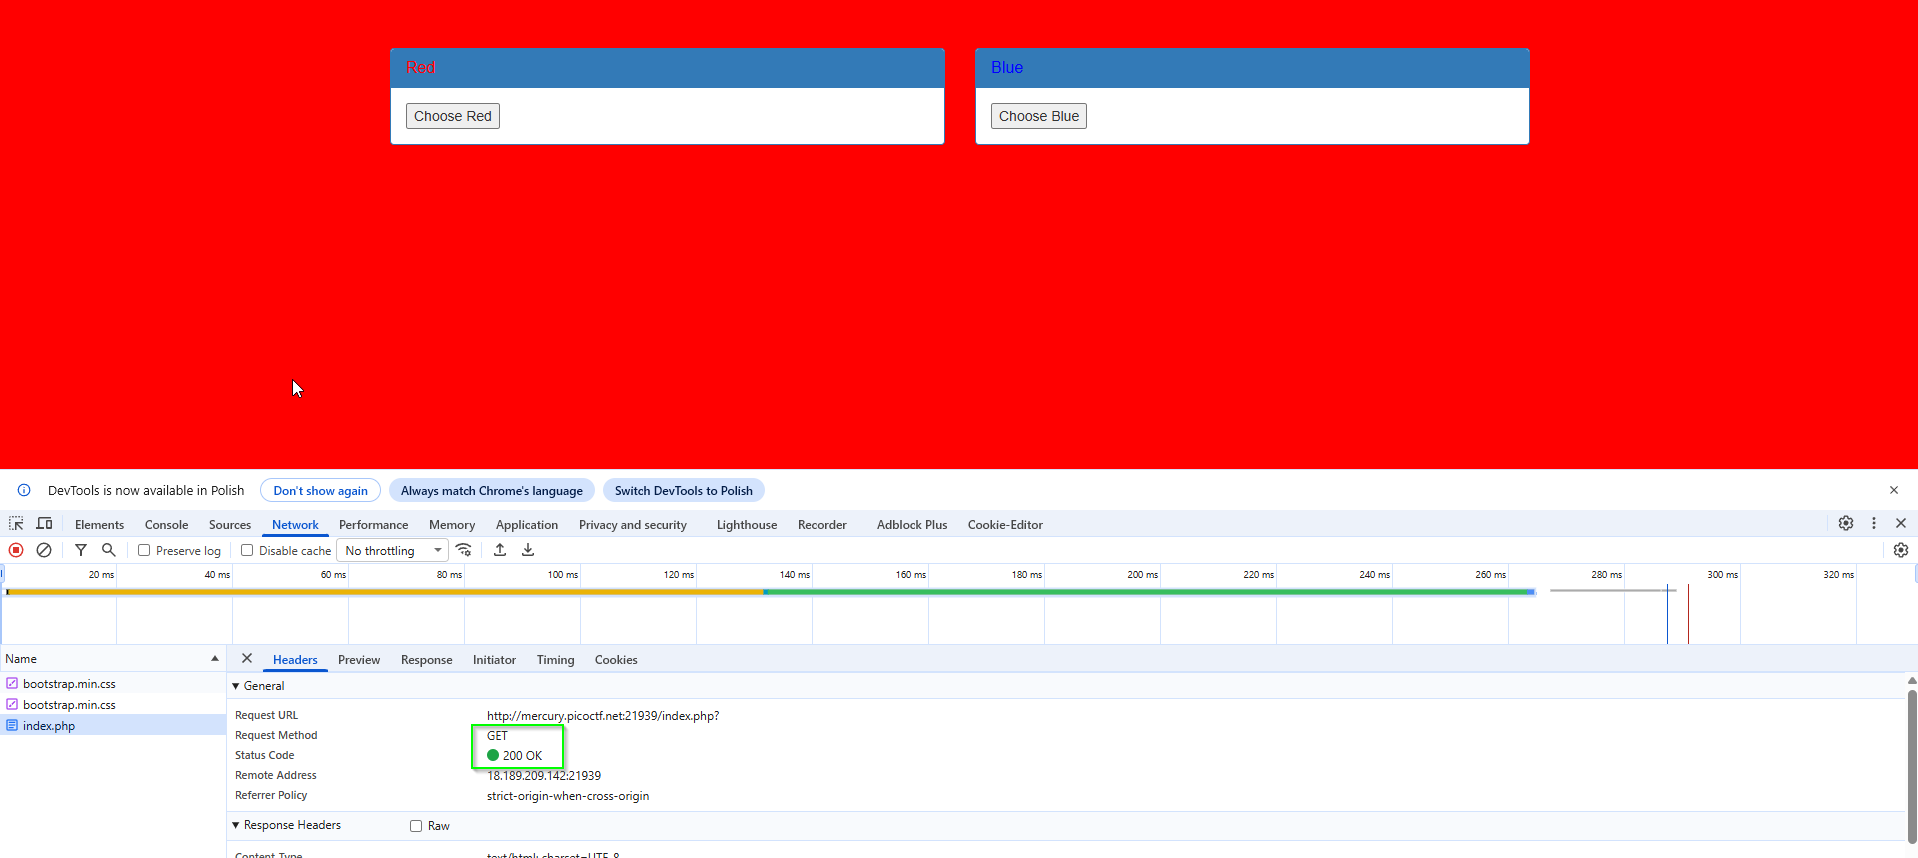 Red
Blue
Choose Red
Choose Blue
DevTools is now available in Polish
Don't show again
Always match Chrome's language
Switch DevTools to Polish
Elements
Console
Sources
Network
Performance
Memory
Application
Privacy and security
Lighthouse
Recorder
Adblock Plus
Cookie-Editor
Preserve log
Disable cache
No throttling
20 ms
40 ms
60 ms
80 ms
100 ms
120 ms
140 ms
160 ms
180 ms
200 ms
220 ms
240 ms
260 ms
280 ms
300 ms
320 ms
Name
Headers
Preview
Response
Initiator
Timing
Cookies
bootstrap.min.css
bootstrap.min.css
index.php
General
Request URL
http://mercury.picoctf.net:21939/index.php?
Request Method
GET
Status Code
200 OK
Remote Address
18.189.209.142:21939
Referrer Policy
strict-origin-when-cross-origin
Response Headers
Raw
Content-Type
text/html; charset=UTF-8